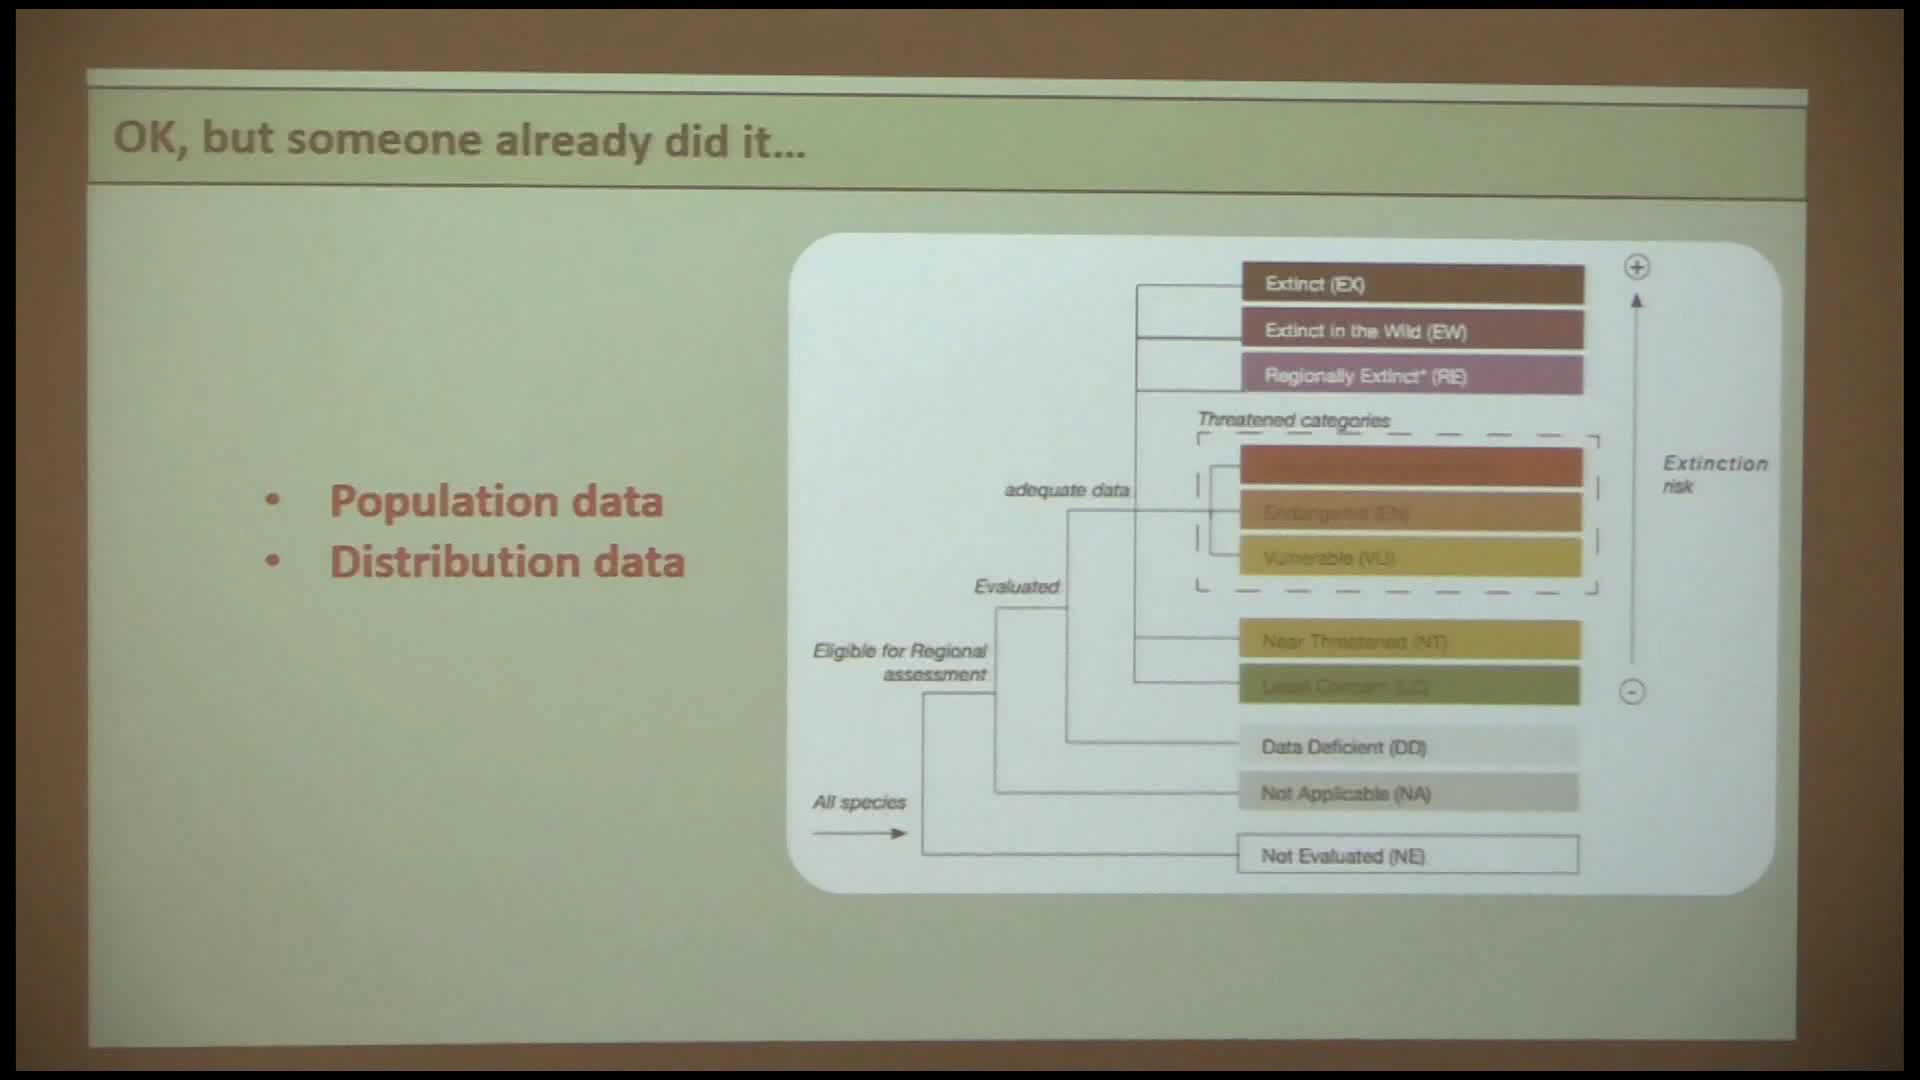 OK, but someone already did it...
• Population data
• Distribution data
Extinct (EX)
Extinct in the Wild (EW)
Regionally Extinct* (RE)
Threatened categories
Endangered (EN)
Vulnerable (VU)
adequate data
Extinction
risk
Evaluated
Near Threatened (NT)
Eligible for Regional
assessment
Least Concern (LC)
Data Deficient (DD)
Not Applicable (NA)
All species
Not Evaluated (NE)